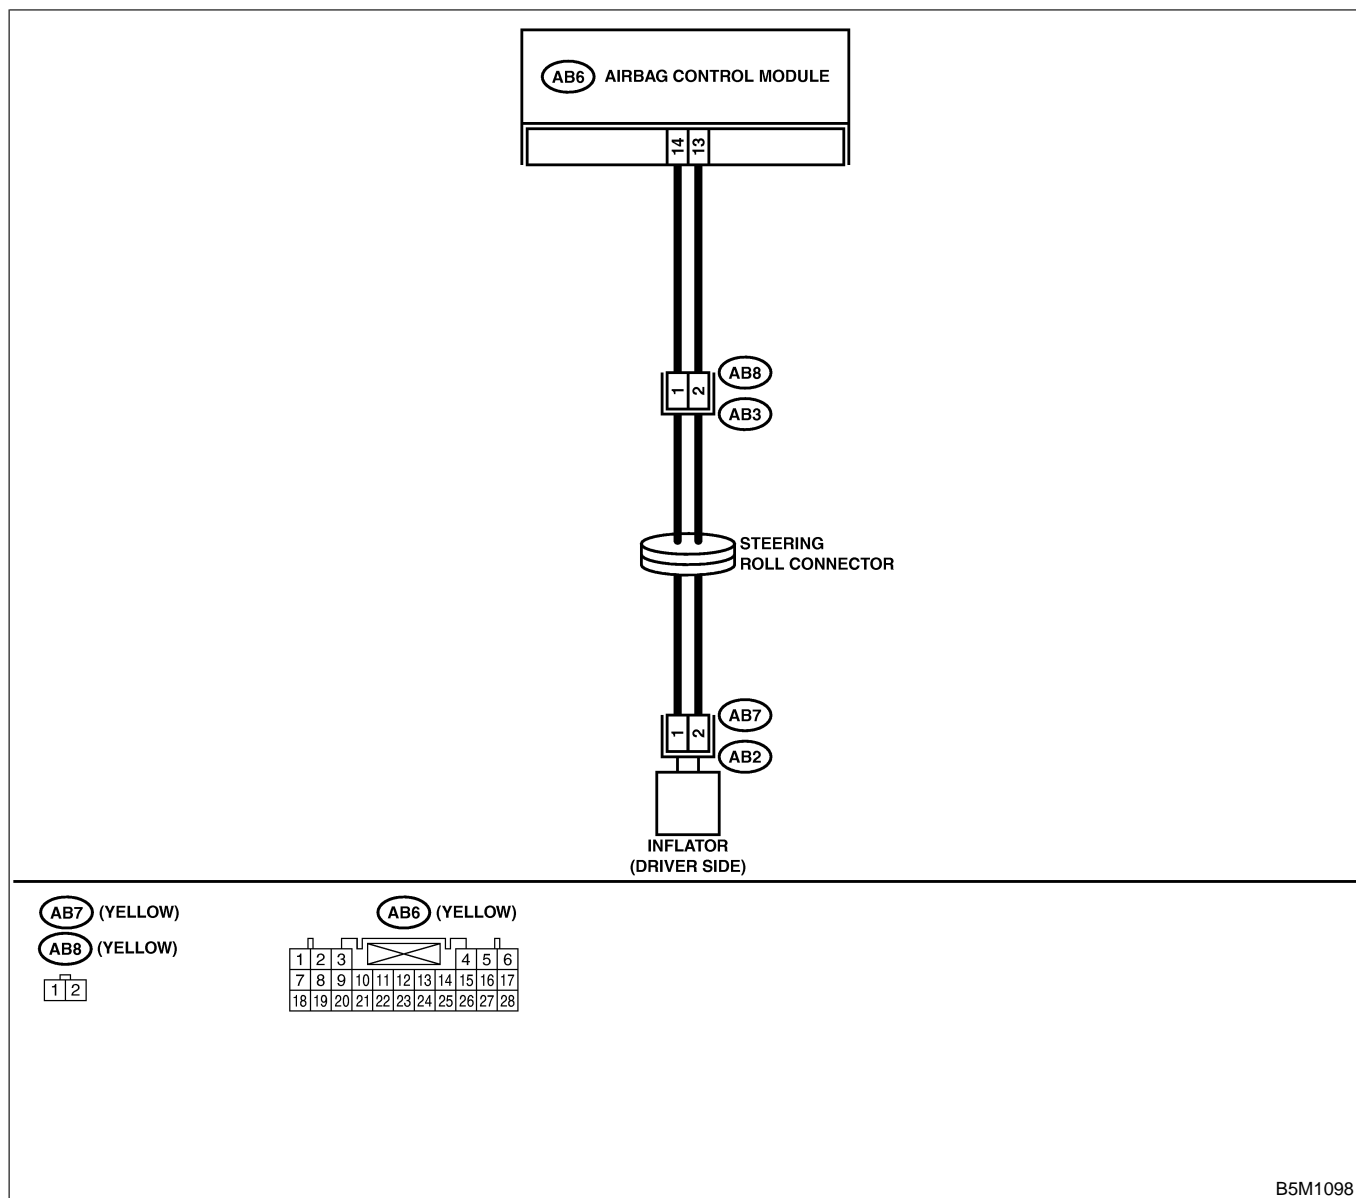 AB6 AIRBAG CONTROL MODULE
14 13
AB8
1 2
AB3
STEERING
ROLL CONNECTOR
AB7
1 2
AB2
INFLATOR
(DRIVER SIDE)
AB7 (YELLOW)
AB8 (YELLOW)
1 2
AB6 (YELLOW)
1 2 3 4 5 6
7 8 9 10 11 12 13 14 15 16 17
18 19 20 21 22 23 24 25 26 27 28
B5M1098